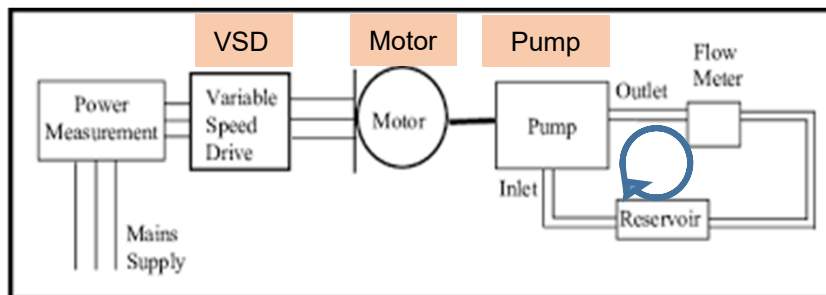 VSD
Motor
Pump
Power
Measurement
Variable
Speed
Drive
Motor
Pump
Outlet
Flow
Meter
Inlet
Reservoir
Mains
Supply